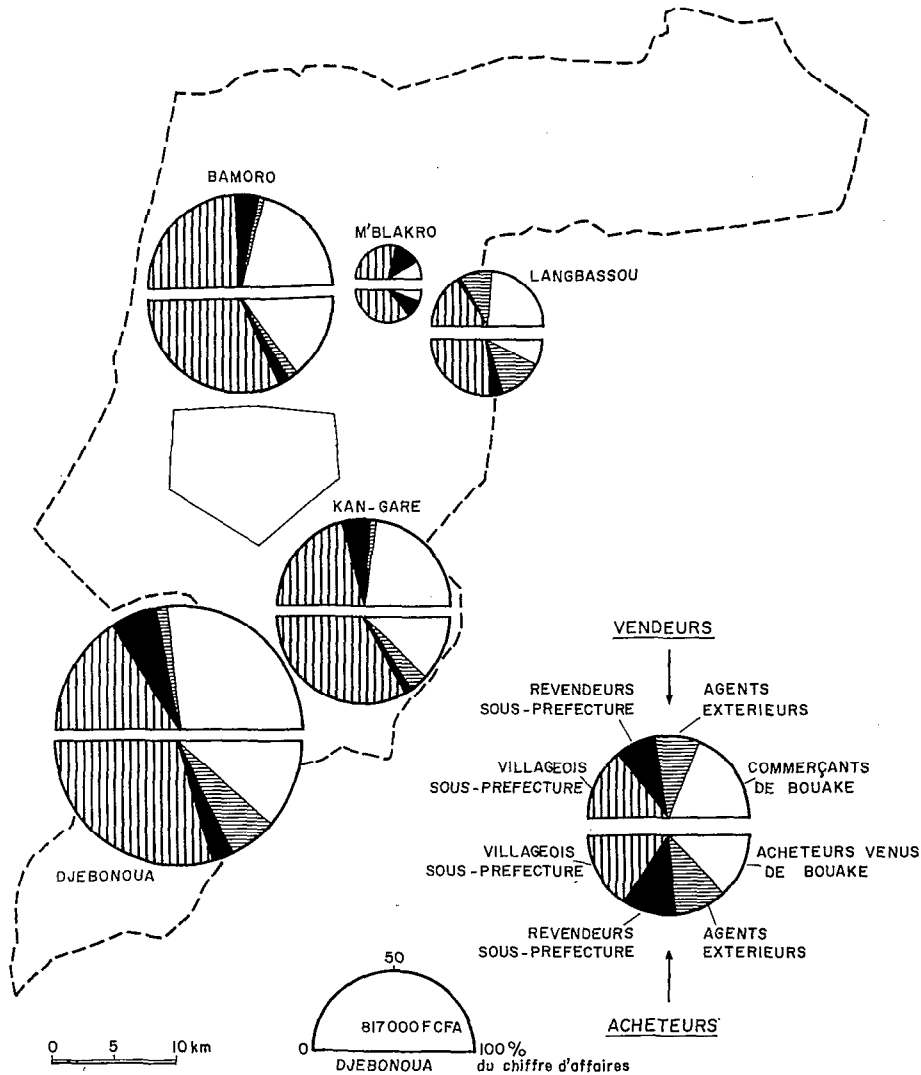 BAMORO
M'BLAKRO
LANGBASSOU
KAN-GARE
DJEBONOUA
VENDEURS
REVENDEURS
SOUS-PREFECTURE
AGENTS
EXTERIEURS
VILLAGEOIS
SOUS-PREFECTURE
COMMERÇANTS
DE BOUAKE
VILLAGEOIS
SOUS-PREFECTURE
ACHETEURS VENUS
DE BOUAKE
REVENDEURS
SOUS-PREFECTURE
AGENTS
EXTERIEURS
ACHETEURS
50
817000 F CFA
0
100%
DJEBONOUA
du chiffre d'affaires
0 5 10 km